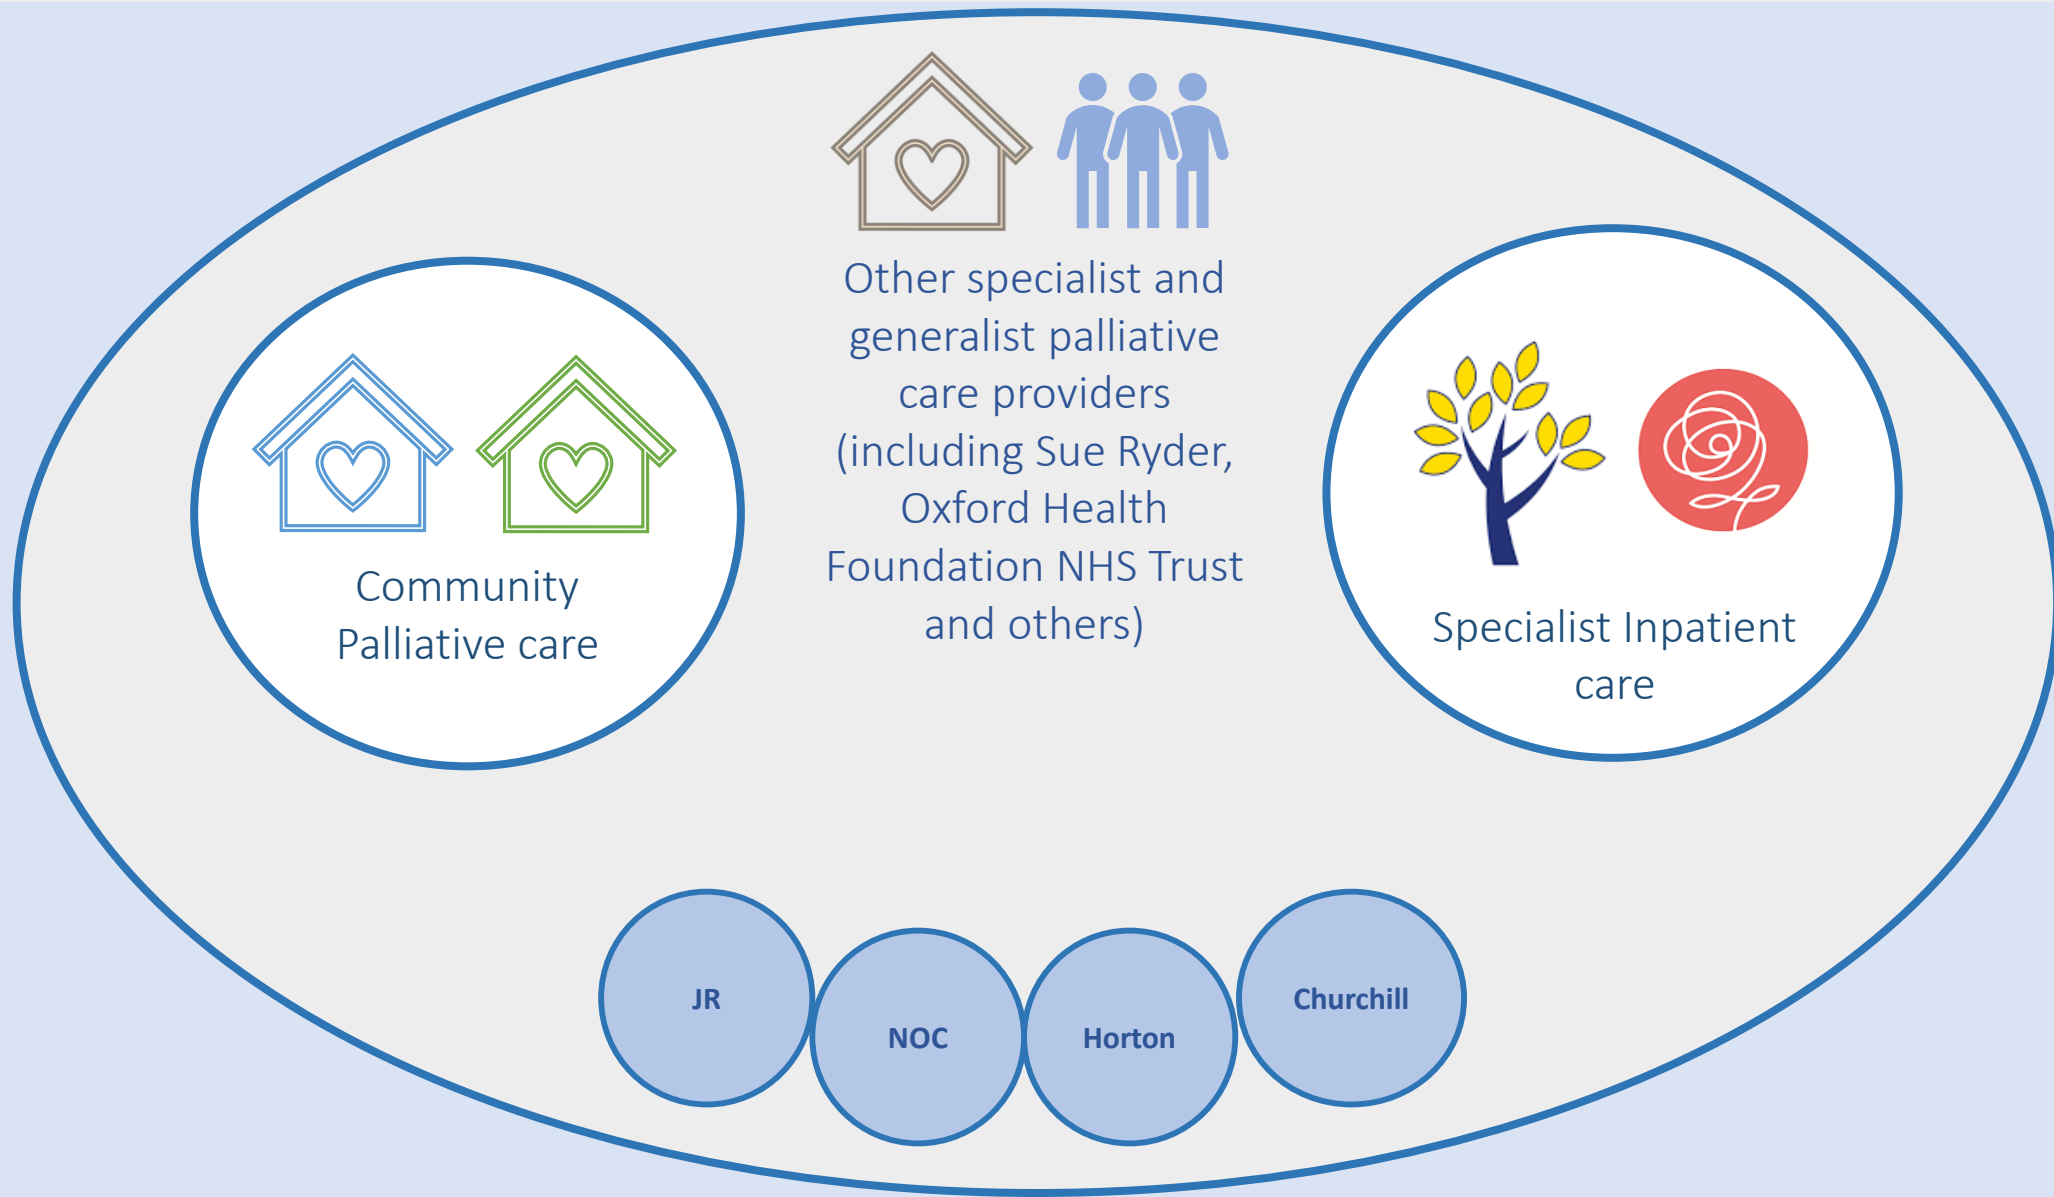 Other specialist and
generalist palliative
care providers
(including Sue Ryder,
Oxford Health
Foundation NHS Trust
and others)
Community
Palliative care
Specialist Inpatient
care
JR
NOC
Horton
Churchill